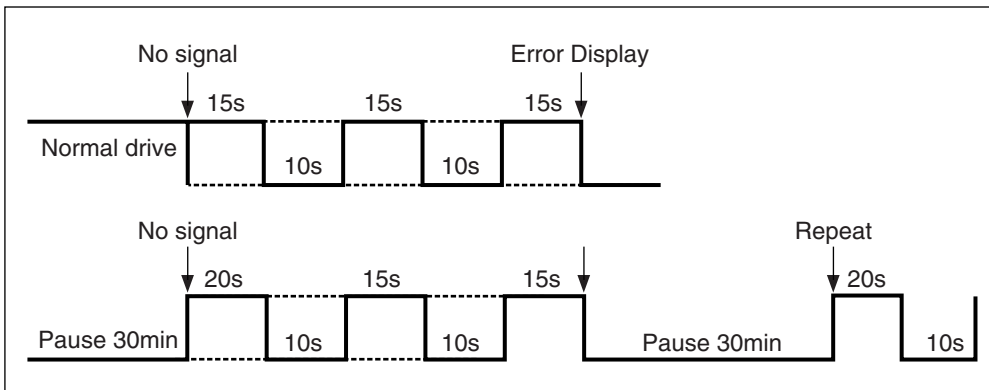 No signal Error Display
15s 15s 15s
Normal drive
10s 10s
No signal Repeat
20s 15s 15s 20s
Pause 30min Pause 30min
10s 10s 10s